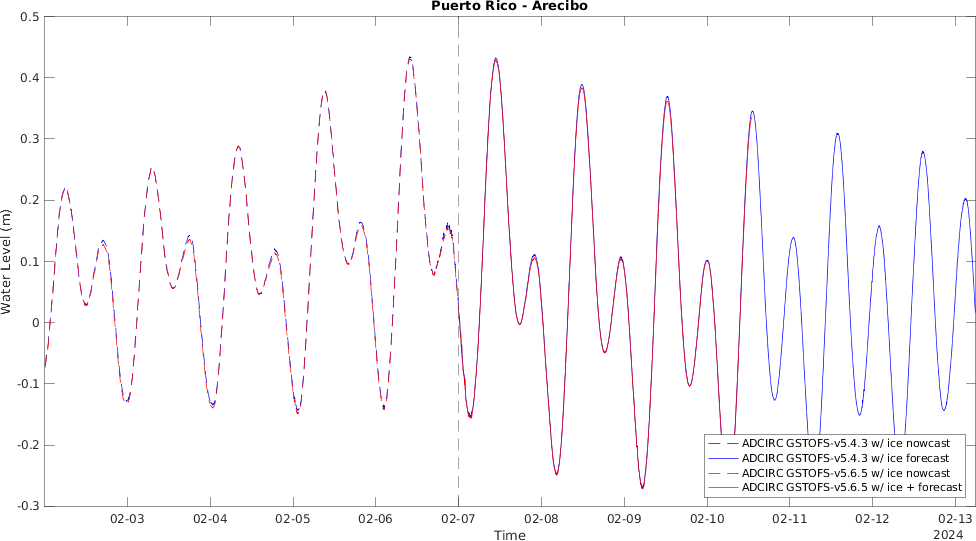 Puerto Rico - Arecibo
0.5
0.4
0.3
0.2
0.1
0
-0.1
-0.2
-0.3
Water Level (m)
ADCIRC GSTOFS-v5.4.3 w/ ice nowcast
ADCIRC GSTOFS-v5.4.3 w/ ice forecast
ADCIRC GSTOFS-v5.6.5 w/ ice nowcast
ADCIRC GSTOFS-v5.6.5 w/ ice + forecast
02-03 02-04 02-05 02-06 02-07 02-08 02-09 02-10 02-11 02-12 02-13
Time
2024